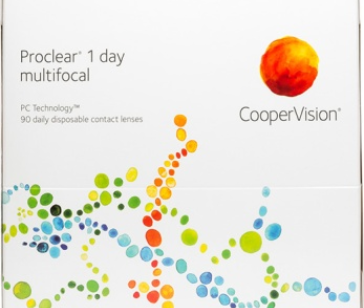 Proclear® 1 day
multifocal
PC Technology™
90 daily disposable contact lenses
CooperVision®